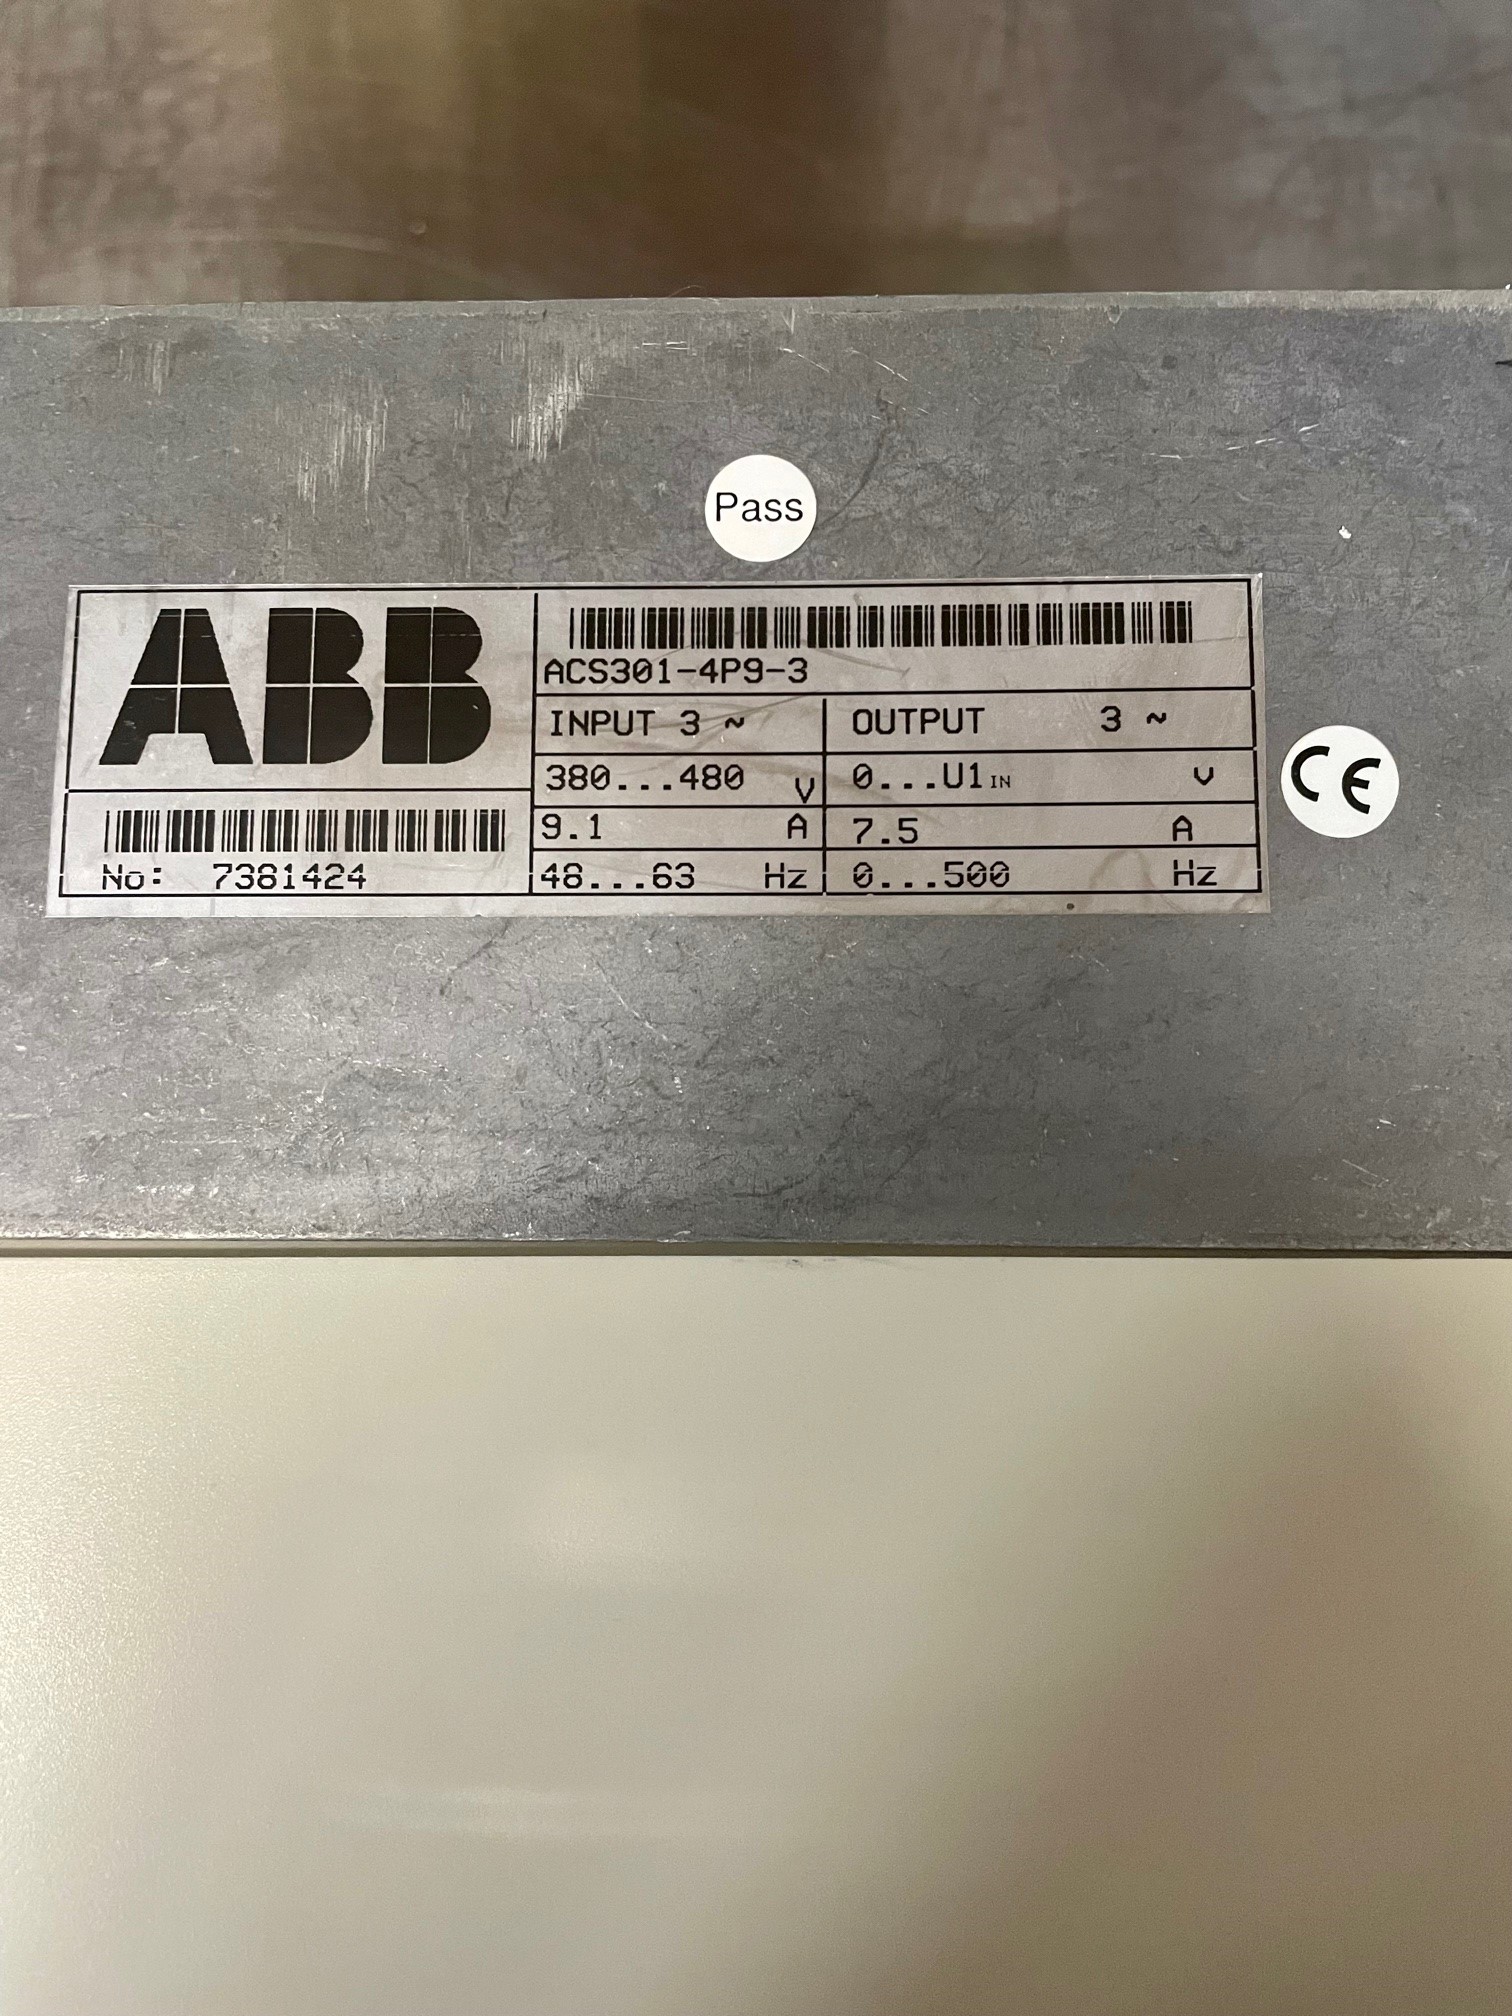 Pass
ABB
ACS301-4P9-3
INPUT 3 ~ OUTPUT 3 ~
380...480 V 0...U1IN V
9.1 A 7.5 A
No: 7381424
48...63 Hz 0...500 Hz
CE